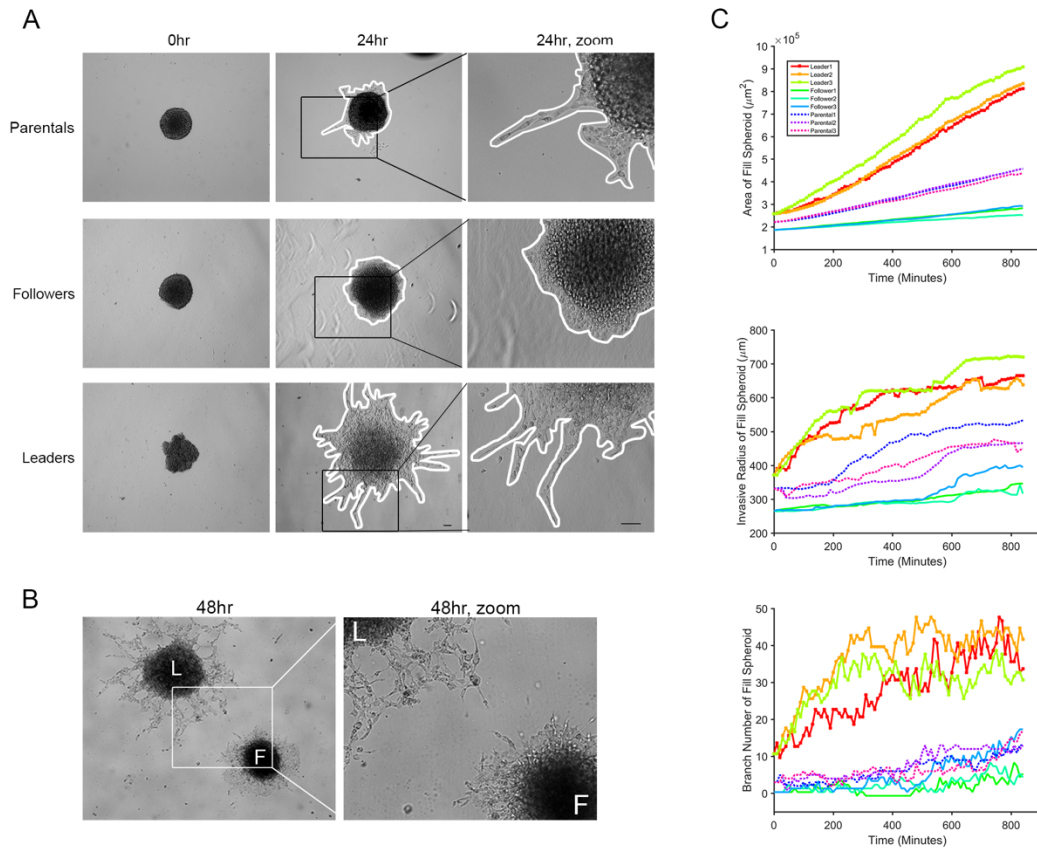 A
0hr
24hr
24hr, zoom
Parentals
Followers
Leaders
B
48hr
48hr, zoom
L
F
L
F
C
×10⁵
10
9
8
7
6
5
4
3
2
1
Area of Fill Spheroid (μm²)
Leader1
Leader2
Leader3
Follower1
Follower2
Follower3
Parental1
Parental2
Parental3
0 200 400 600 800
Time (Minutes)
800
700
600
500
400
300
200
Invasive Radius of Fill Spheroid (μm)
0 200 400 600 800
Time (Minutes)
50
40
30
20
10
0
Branch Number of Fill Spheroid
0 200 400 600 800
Time (Minutes)